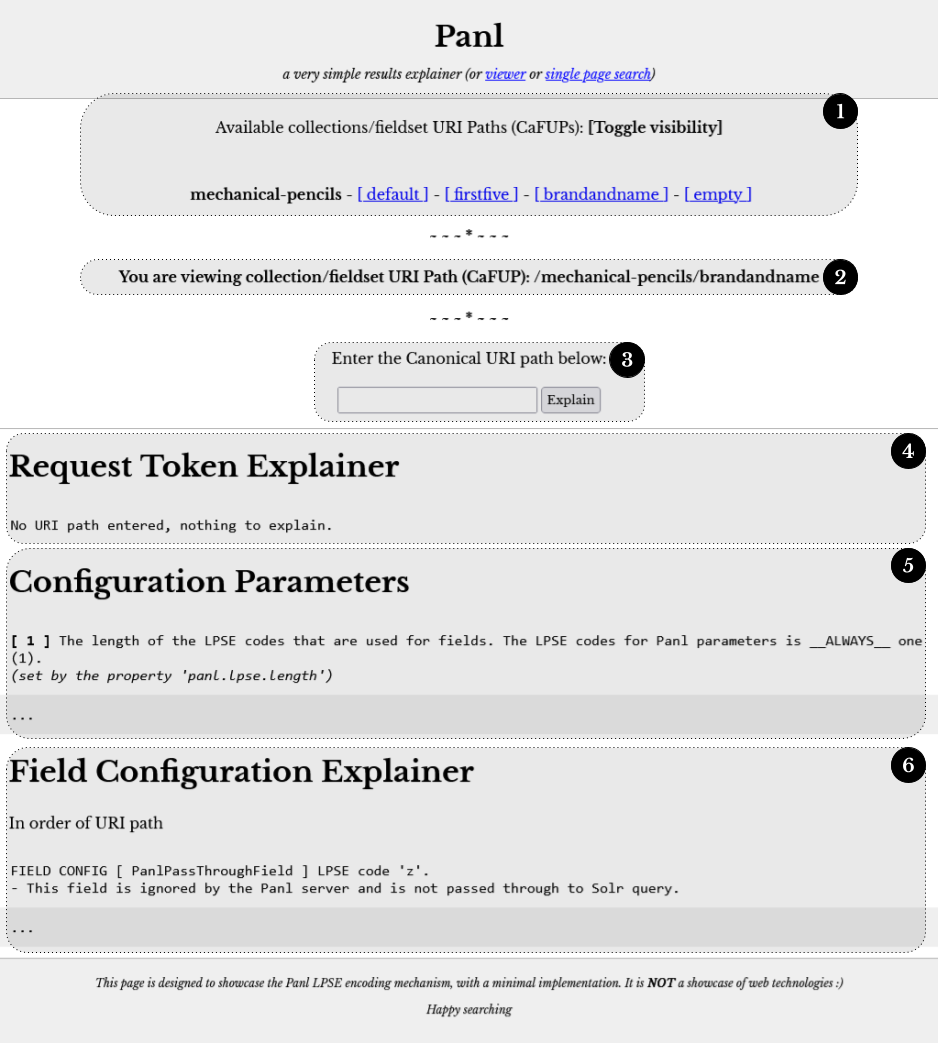 Panl
a very simple results explainer (or viewer or single page search)
1
Available collections/fieldset URI Paths (CaFUPs): [Toggle visibility]
mechanical-pencils - [ default ] - [ firstfive ] - [ brandandname ] - [ empty ]
~ ~ ~ * ~ ~ ~
You are viewing collection/fieldset URI Path (CaFUP): /mechanical-pencils/brandandname 2
~ ~ ~ * ~ ~ ~
Enter the Canonical URI path below: 3
Explain
4
Request Token Explainer
No URI path entered, nothing to explain.
5
Configuration Parameters
[ 1 ] The length of the LPSE codes that are used for fields. The LPSE codes for Panl parameters is __ALWAYS__ one
(1).
(set by the property 'panl.lpse.length')
...
Field Configuration Explainer 6
In order of URI path
FIELD CONFIG [ PanlPassThroughField ] LPSE code 'z'.
- This field is ignored by the Panl server and is not passed through to Solr query.
...
This page is designed to showcase the Panl LPSE encoding mechanism, with a minimal implementation. It is NOT a showcase of web technologies :)
Happy searching